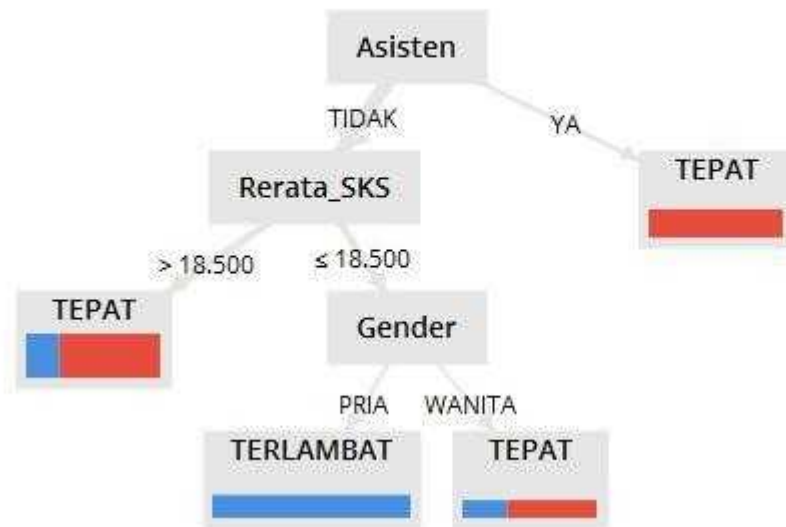 Asisten
TIDAK
YA
Rerata_SKS
TEPAT
> 18.500
≤ 18.500
TEPAT
Gender
PRIA
WANITA
TERLAMBAT
TEPAT